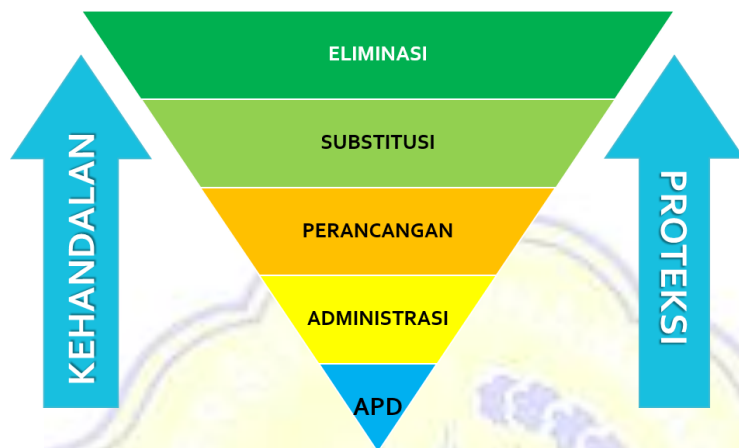 ELIMINASI
SUBSTITUSI
PERANCANGAN
ADMINISTRASI
APD
KEHANDALAN
PROTEKSI